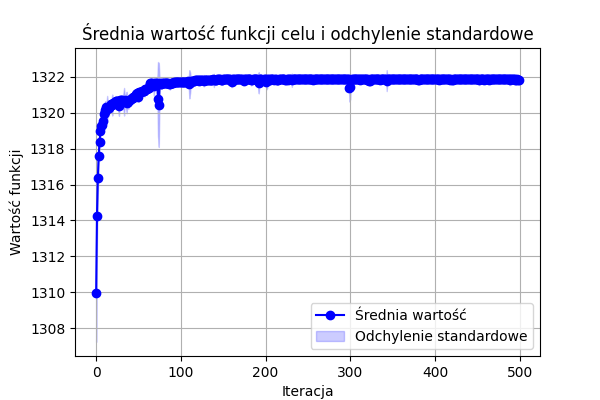 Średnia wartość funkcji celu i odchylenie standardowe
Wartość funkcji
1322
1320
1318
1316
1314
1312
1310
1308
0 100 200 300 400 500
Iteracja
Średnia wartość
Odchylenie standardowe